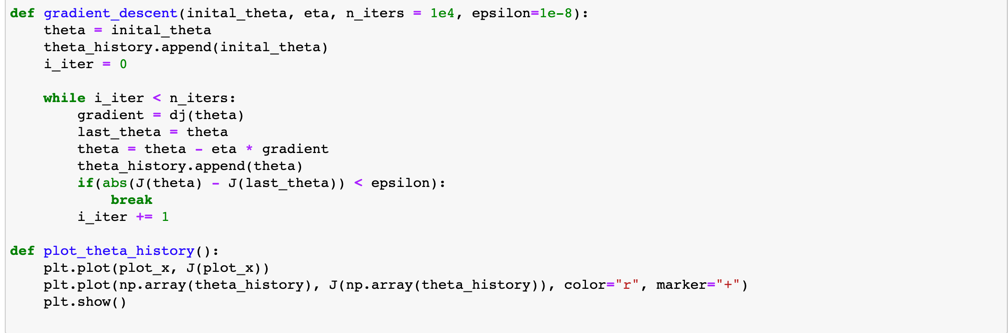 def gradient_descent(inital_theta, eta, n_iters = 1e4, epsilon=1e-8):
    theta = inital_theta
    theta_history.append(inital_theta)
    i_iter = 0
    while i_iter < n_iters:
        gradient = dj(theta)
        last_theta = theta
        theta = theta - eta * gradient
        theta_history.append(theta)
        if(abs(J(theta) - J(last_theta)) < epsilon):
            break
        i_iter += 1
def plot_theta_history():
    plt.plot(plot_x, J(plot_x))
    plt.plot(np.array(theta_history), J(np.array(theta_history)), color="r", marker="+")
    plt.show()